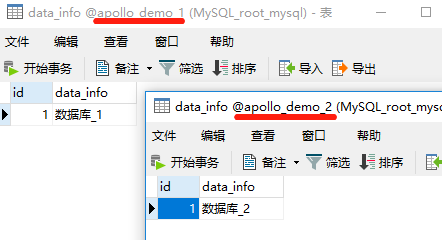 data_info @apollo_demo_1 (MySQL_root_mysql) - 表
文件 编辑 查看 窗口 帮助
开始事务 备注 筛选 排序 导入 导出
id data_info
1 数据库_1
data_info @apollo_demo_2 (MySQL_root_mysq
文件 编辑 查看 窗口 帮助
开始事务 备注 筛选 排序
id data_info
1 数据库_2